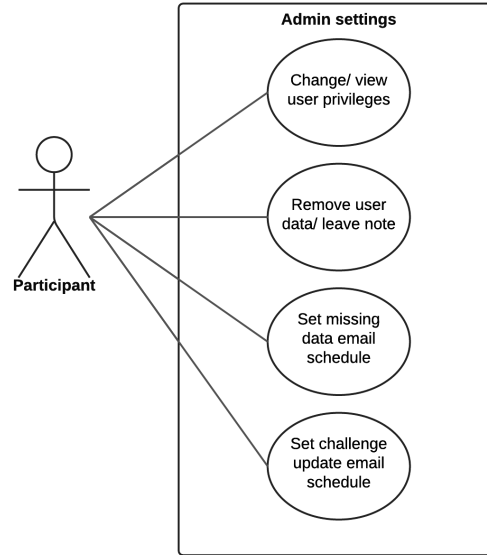 Admin settings
Change/ view
user privileges
Remove user
data/ leave note
Participant
Set missing
data email
schedule
Set challenge
update email
schedule